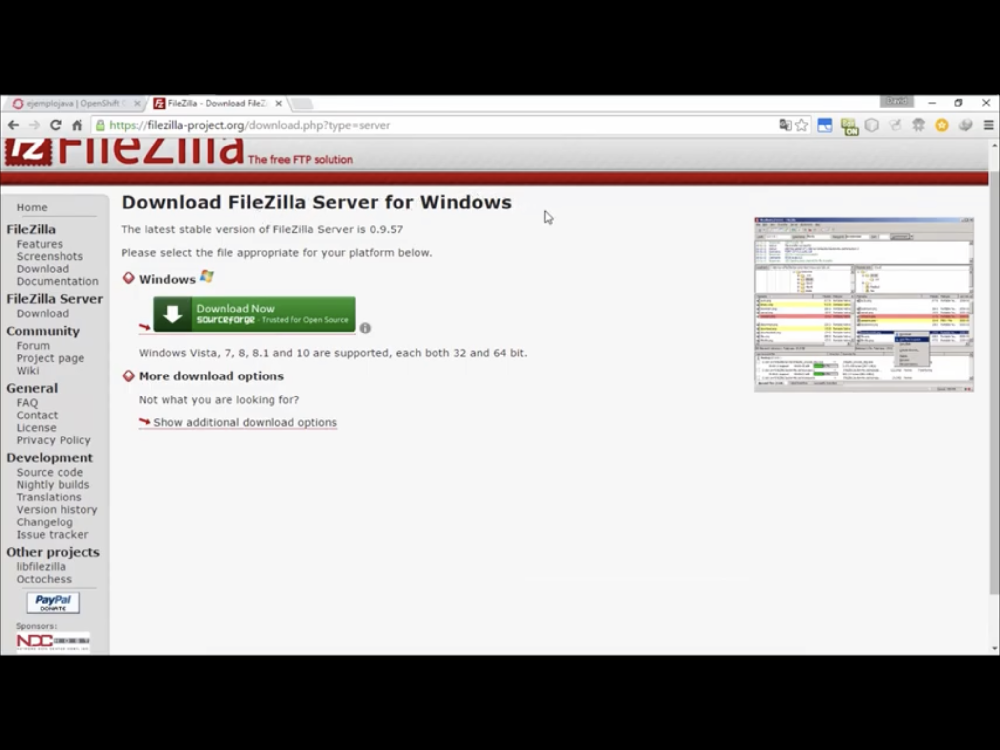 ejemplojava | OpenShift
FileZilla - Download FileZ
David
https://filezilla-project.org/download.php?type=server
ON
FileZilla The free FTP solution
Home
FileZilla
Features
Screenshots
Download
Documentation
FileZilla Server
Download
Community
Forum
Project page
Wiki
General
FAQ
Contact
License
Privacy Policy
Development
Source code
Nightly builds
Translations
Version history
Changelog
Issue tracker
Other projects
libfilezilla
Octochess
PayPal
DONATE
Sponsors:
NDC HOST
Download FileZilla Server for Windows
The latest stable version of FileZilla Server is 0.9.57
Please select the file appropriate for your platform below.
Windows
Download Now
sourceforge - Trusted for Open Source
Windows Vista, 7, 8, 8.1 and 10 are supported, each both 32 and 64 bit.
More download options
Not what you are looking for?
Show additional download options